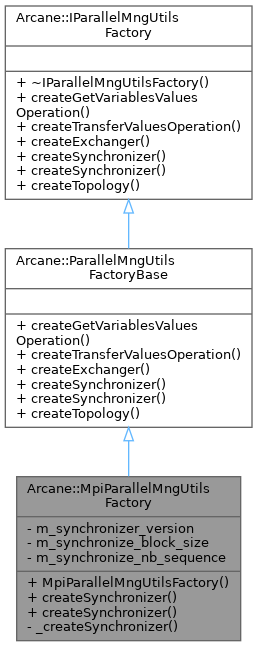 Arcane::IParallelMngUtils
Factory
+ ~IParallelMngUtilsFactory()
+ createGetVariablesValues
Operation()
+ createTransferValuesOperation()
+ createExchanger()
+ createSynchronizer()
+ createSynchronizer()
+ createTopology()
Arcane::ParallelMngUtils
FactoryBase
+ createGetVariablesValues
Operation()
+ createTransferValuesOperation()
+ createExchanger()
+ createSynchronizer()
+ createSynchronizer()
+ createTopology()
Arcane::MpiParallelMngUtils
Factory
- m_synchronizer_version
- m_synchronize_block_size
- m_synchronize_nb_sequence
+ MpiParallelMngUtilsFactory()
+ createSynchronizer()
+ createSynchronizer()
- _createSynchronizer()